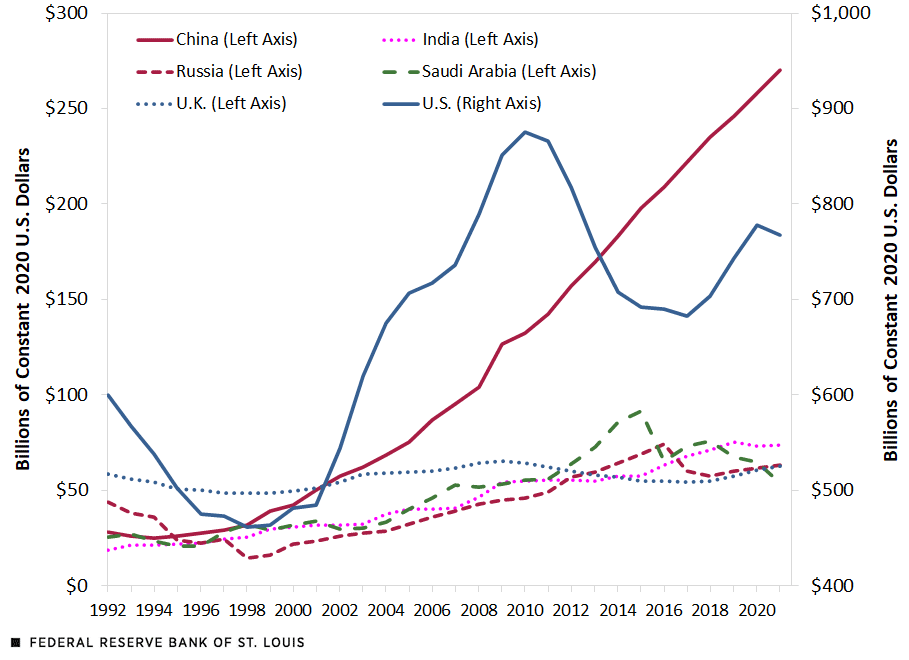 $300 $1,000
China (Left Axis) India (Left Axis)
Russia (Left Axis) Saudi Arabia (Left Axis)
U.K. (Left Axis) U.S. (Right Axis)
$250 $900
$200 $800
$150 $700
$100 $600
$50 $500
$0 $400
Billions of Constant 2020 U.S. Dollars
Billions of Constant 2020 U.S. Dollars
1992 1994 1996 1998 2000 2002 2004 2006 2008 2010 2012 2014 2016 2018 2020
FEDERAL RESERVE BANK OF ST. LOUIS